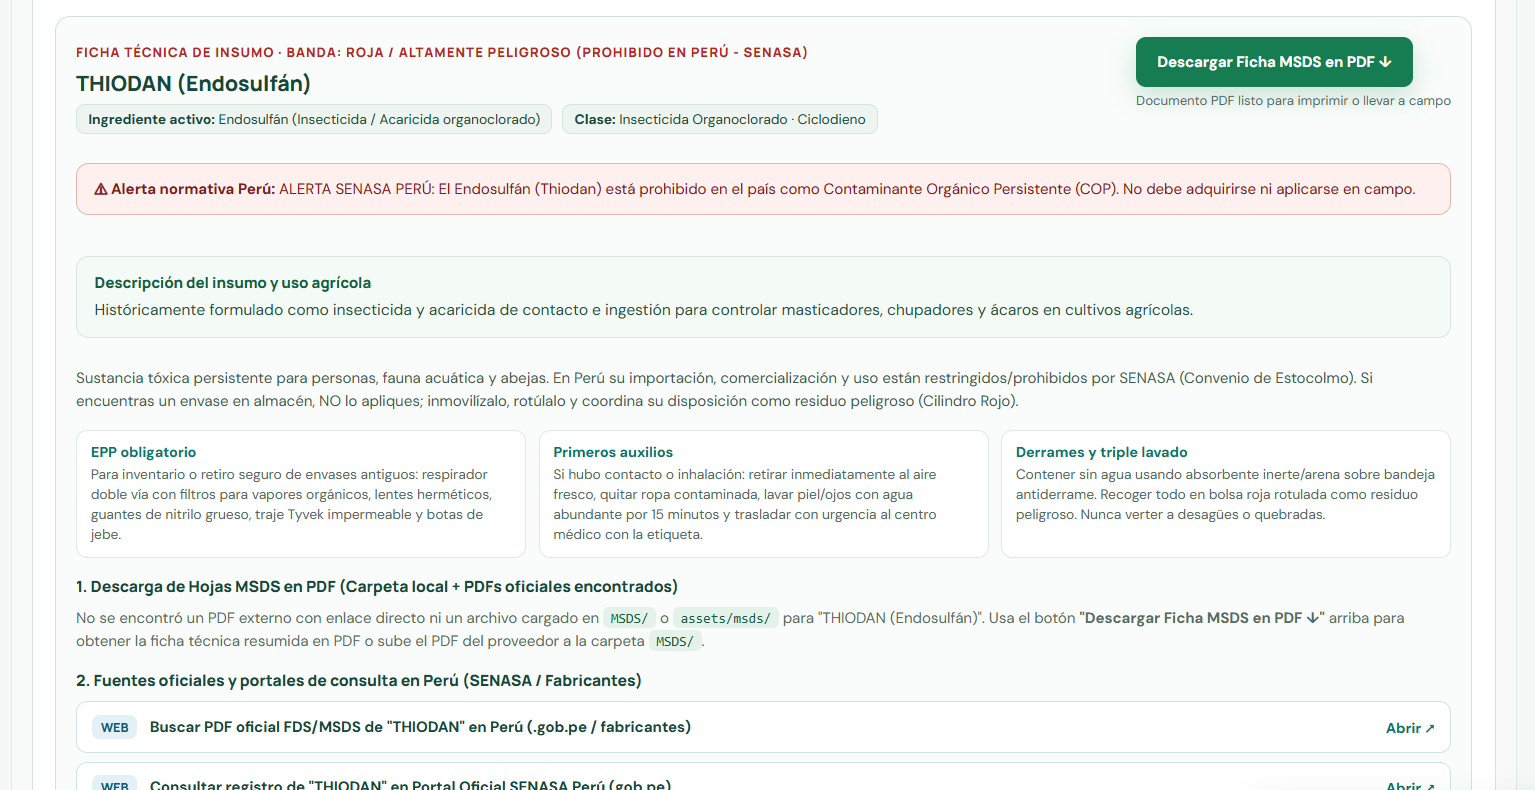 FICHA TÉCNICA DE INSUMO · BANDA: ROJA / ALTAMENTE PELIGROSO (PROHIBIDO EN PERÚ - SENASA)
THIODAN (Endosulfán)
Ingrediente activo: Endosulfán (Insecticida / Acaricida organoclorado)
Clase: Insecticida Organoclorado · Ciclodieno
Descargar Ficha MSDS en PDF ↓
Documento PDF listo para imprimir o llevar a campo
⚠ Alerta normativa Perú: ALERTA SENASA PERÚ: El Endosulfán (Thiodan) está prohibido en el país como Contaminante Orgánico Persistente (COP). No debe adquirirse ni aplicarse en campo.
Descripción del insumo y uso agrícola
Históricamente formulado como insecticida y acaricida de contacto e ingestión para controlar masticadores, chupadores y ácaros en cultivos agrícolas.
Sustancia tóxica persistente para personas, fauna acuática y abejas. En Perú su importación, comercialización y uso están restringidos/prohibidos por SENASA (Convenio de Estocolmo). Si
encuentras un envase en almacén, NO lo apliques; inmovilízalo, rotúlalo y coordina su disposición como residuo peligroso (Cilindro Rojo).
EPP obligatorio
Para inventario o retiro seguro de envases antiguos: respirador
doble vía con filtros para vapores orgánicos, lentes herméticos,
guantes de nitrilo grueso, traje Tyvek impermeable y botas de
jebe.
Primeros auxilios
Si hubo contacto o inhalación: retirar inmediatamente al aire
fresco, quitar ropa contaminada, lavar piel/ojos con agua
abundante por 15 minutos y trasladar con urgencia al centro
médico con la etiqueta.
Derrames y triple lavado
Contener sin agua usando absorbente inerte/arena sobre bandeja
antiderrame. Recoger todo en bolsa roja rotulada como residuo
peligroso. Nunca verter a desagües o quebradas.
1. Descarga de Hojas MSDS en PDF (Carpeta local + PDFs oficiales encontrados)
No se encontró un PDF externo con enlace directo ni un archivo cargado en MSDS/ o assets/msds/ para "THIODAN (Endosulfán)". Usa el botón "Descargar Ficha MSDS en PDF ↓" arriba para
obtener la ficha técnica resumida en PDF o sube el PDF del proveedor a la carpeta MSDS/ .
2. Fuentes oficiales y portales de consulta en Perú (SENASA / Fabricantes)
WEB Buscar PDF oficial FDS/MSDS de "THIODAN" en Perú (.gob.pe / fabricantes) Abrir ↗
WEB Consultar registro de "THIODAN" en Portal Oficial SENASA Perú (gob.pe) Abrir ↗